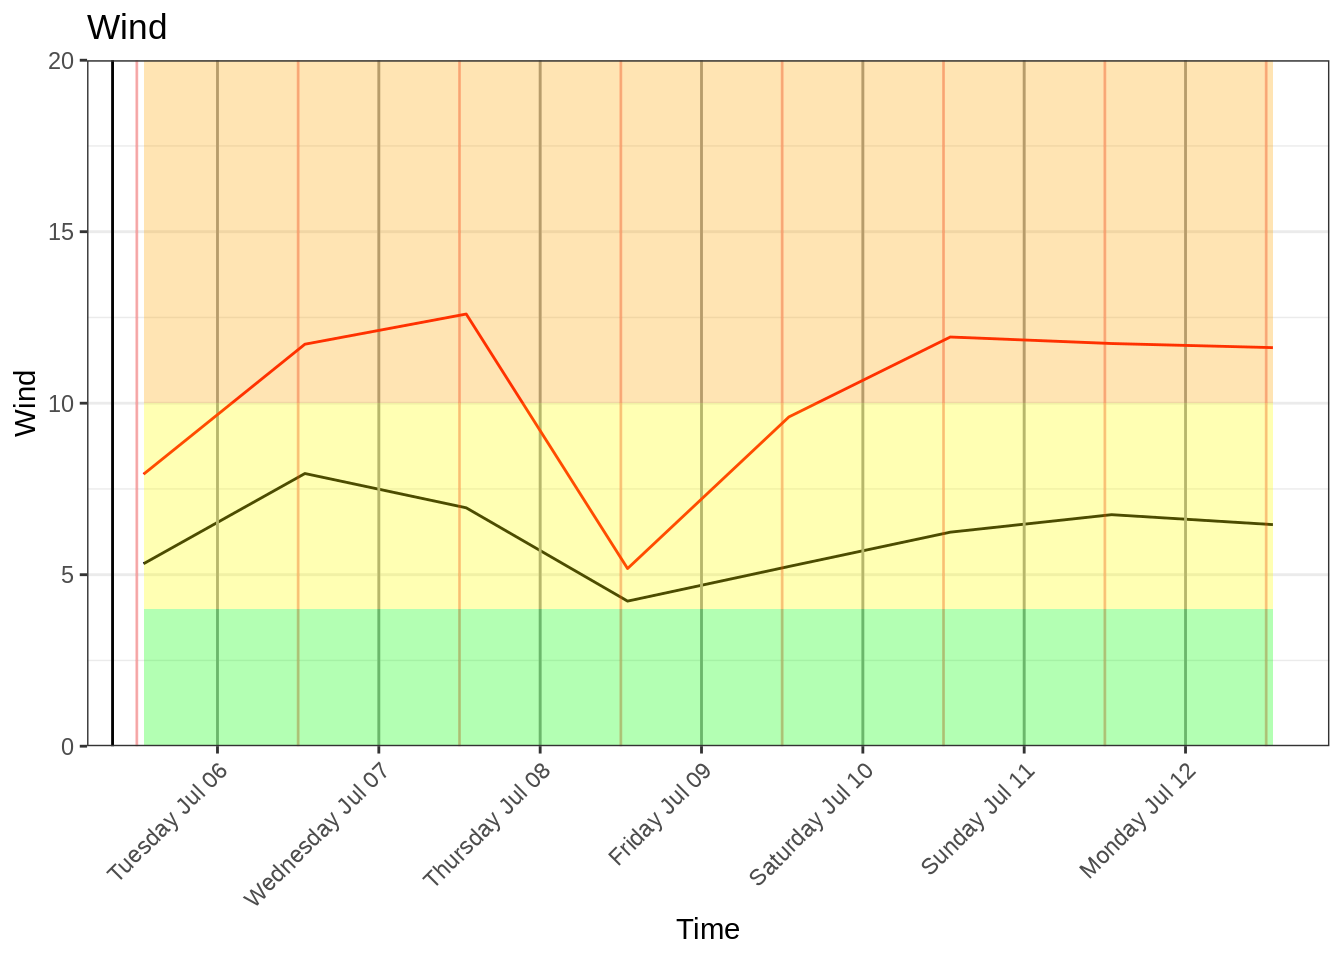 Wind
20
15
10
5
0
Wind
Tuesday Jul 06
Wednesday Jul 07
Thursday Jul 08
Friday Jul 09
Saturday Jul 10
Sunday Jul 11
Monday Jul 12
Time